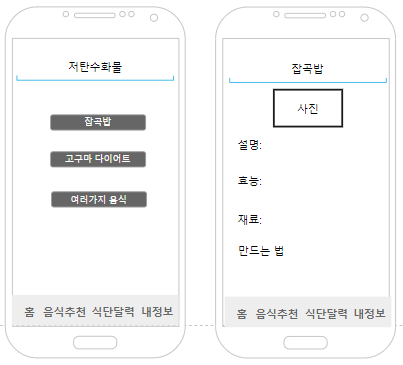 저탄수화물
잡곡밥
고구마 다이어트
여러가지 음식
홈 음식추천 식단달력 내정보
잡곡밥
사진
설명:
효능:
재료:
만드는 법
홈 음식추천 식단달력 내정보